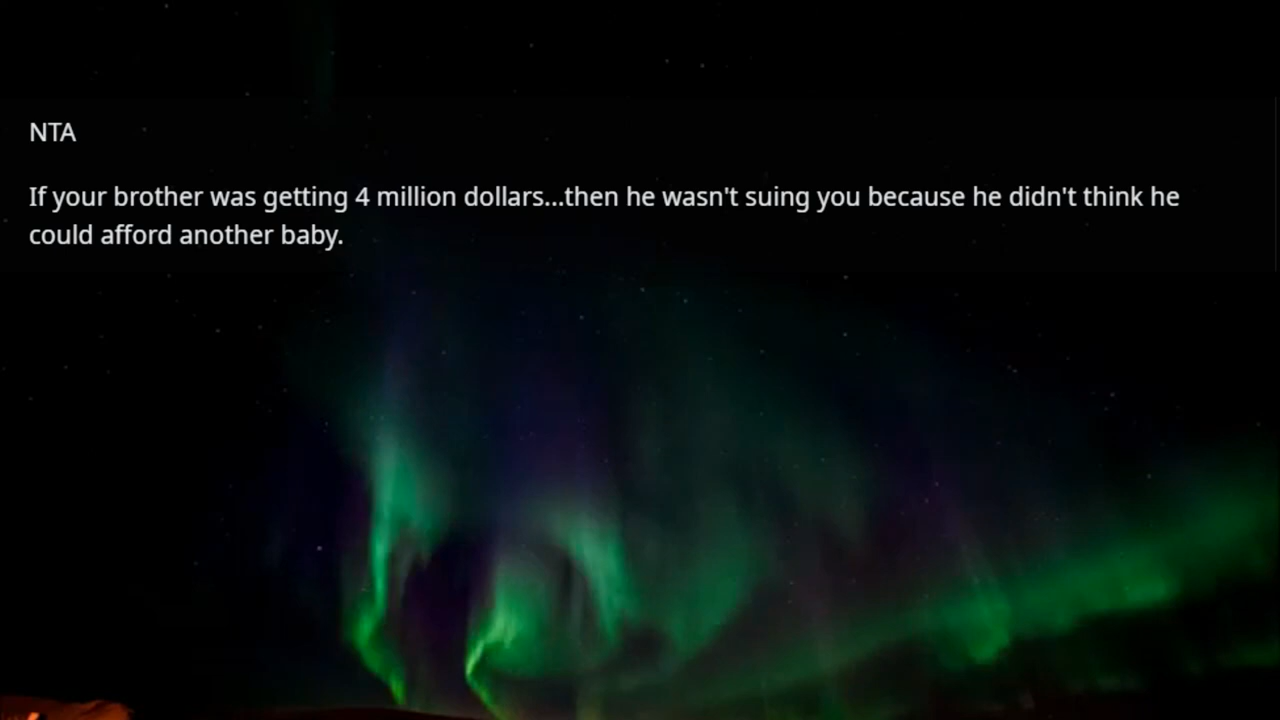 NTA
If your brother was getting 4 million dollars...then he wasn't suing you because he didn't think he
could afford another baby.